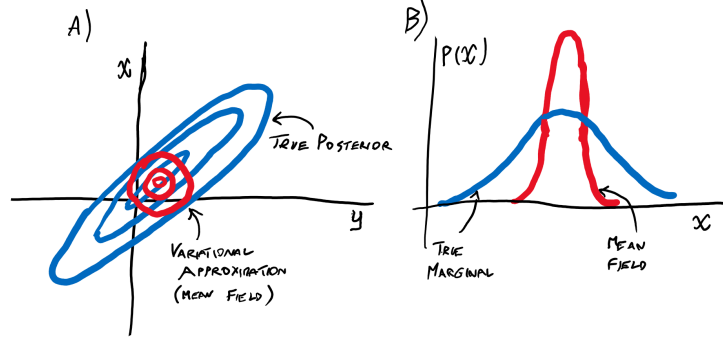 A)
x
True Posterior
y
Variational
Approximation
(Mean Field)
B)
P(x)
True
Marginal
Mean
Field
x